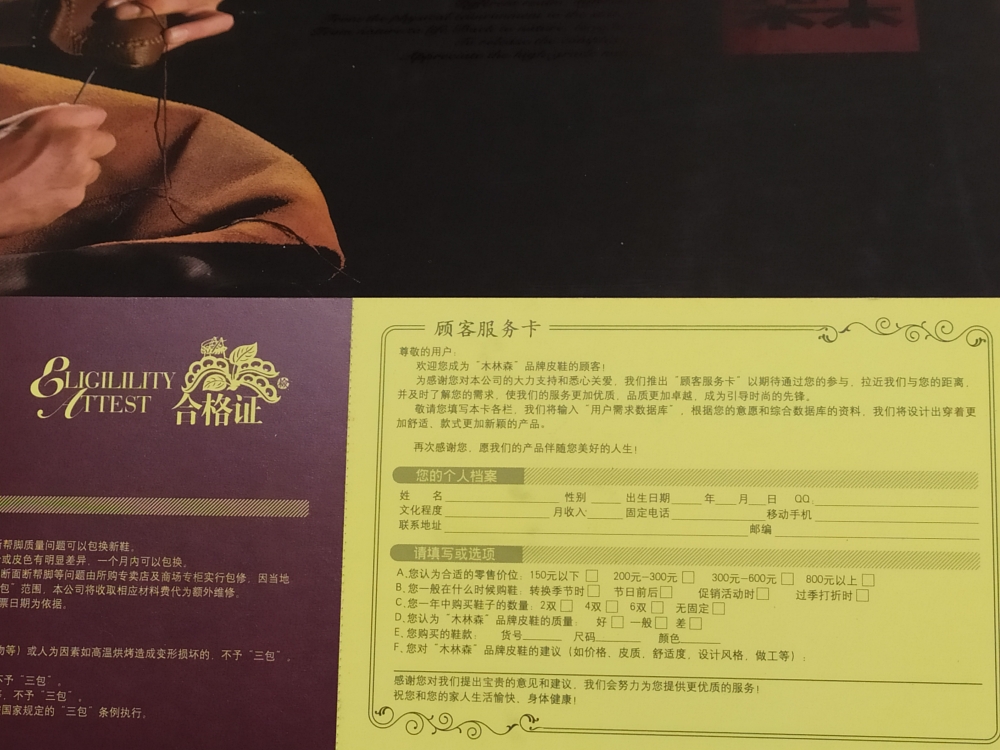 ELIGILILITY
ATTEST
合格证
帮脚质量问题可以包换新鞋。
或皮色有明显差异，一个月内可以包换。
断面断帮脚等问题由所购专卖店及商场专柜实行包修，因当地
包”范围，本公司将收取相应材料费代为额外维修。
票日期为依据。
物等）或人为因素如高温烘烤造成变形损坏的，不予“三包”。
不予“三包”。
，不予“三包”。
国家规定的“三包”条例执行。
顾客服务卡
尊敬的用户：
欢迎您成为“木林森”品牌皮鞋的顾客！
为感谢您对本公司的大力支持和悉心关爱，我们推出“顾客服务卡”以期待通过您的参与，拉近我们与您的距离，
并及时了解您的需求，使我们的服务更加优质，品质更加卓越，成为引导时尚的先锋。
敬请您填写本卡各栏，我们将输入“用户需求数据库”，根据您的意愿和综合数据库的资料，我们将设计出穿着更
加舒适，款式更加新颖的产品。
再次感谢您，愿我们的产品伴随您美好的人生！
您的个人档案
姓 名 性别 出生日期 年 月 日 QQ：
文化程度 月收入： 固定电话 移动手机
联系地址 邮编
请填写或选项
A、您认为合适的零售价位：150元以下□ 200元—300元□ 300元—600元□ 800元以上□
B、您一般在什么时候购鞋：转换季节时□ 节日前后□ 促销活动时□ 过季打折时□
C、您一年中购买鞋子的数量：2双□ 4双□ 6双□ 无固定□
D、您认为“木林森”品牌皮鞋的质量： 好□ 一般□ 差□
E、您购买的鞋款： 货号 尺码 颜色
F、您对“木林森”品牌皮鞋的建议（如价格，皮质，舒适度，设计风格，做工等）：
感谢您对我们提出宝贵的意见和建议，我们会努力为您提供更优质的服务！
祝您和您的家人生活愉快，身体健康！